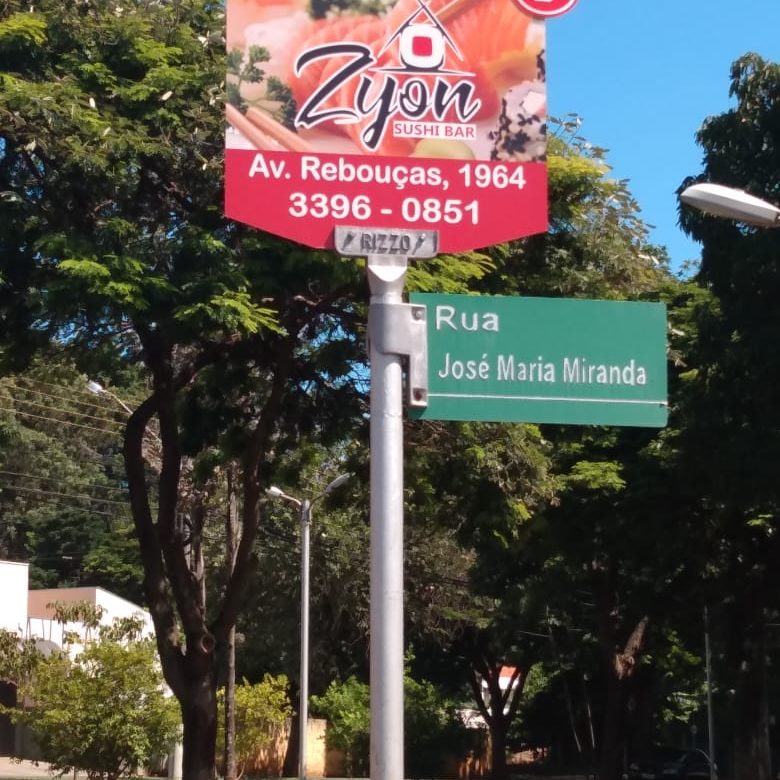 Zyon
SUSHI BAR
Av. Rebouças, 1964
3396 - 0851
RIZZO
Rua
José Maria Miranda